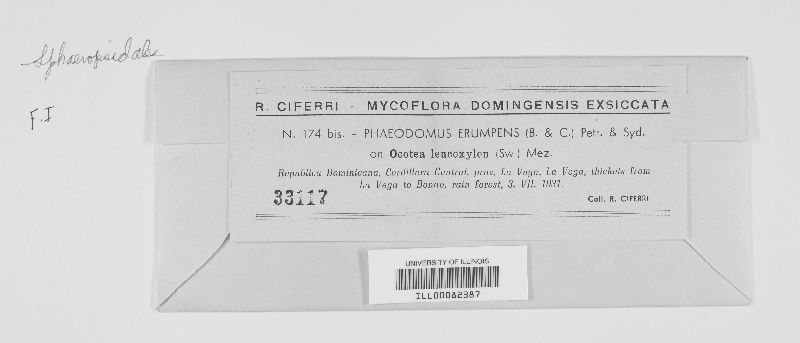 Sphaeropsidales
F. I
R. CIFERRI - MYCOFLORA DOMINGENSIS EXSICCATA
N. 174 bis. - PHAEODOMUS ERUMPENS (B. & C.) Petr. & Syd.
on Ocotea leucoxylon (Sw.) Mez.
Republica Dominicana, Cordillera Central, prov. La Vega, La Vega, thickets from
La Vega to Bonao, rain forest, 3. VII. 1931.
33117
Coll. R. CIFERRI
UNIVERSITY OF ILLINOIS
ILL00082387